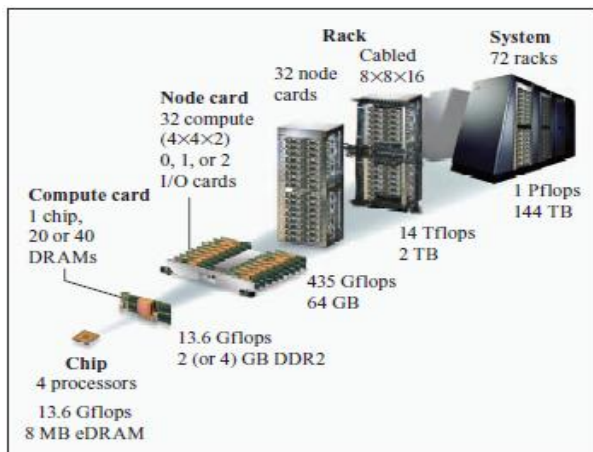 System
72 racks
Rack
Cabled
8×8×16
32 node
cards
Node card
32 compute
(4×4×2)
0, 1, or 2
I/O cards
Compute card
1 chip,
20 or 40
DRAMs
1 Pflops
144 TB
14 Tflops
2 TB
435 Gflops
64 GB
13.6 Gflops
2 (or 4) GB DDR2
Chip
4 processors
13.6 Gflops
8 MB eDRAM